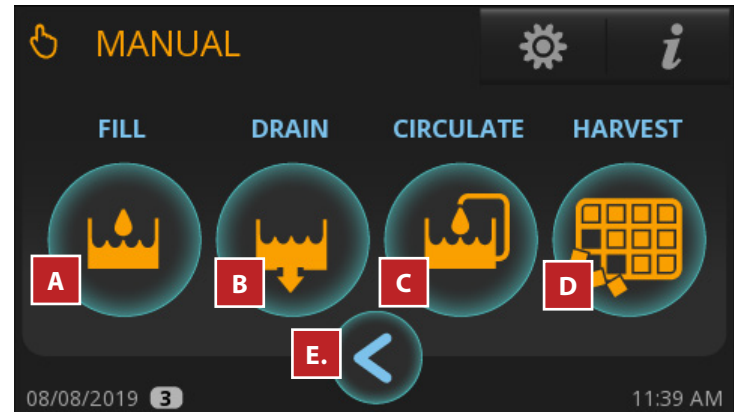 MANUAL i
FILL DRAIN CIRCULATE HARVEST
A B C D
E.
08/08/2019 3 11:39 AM